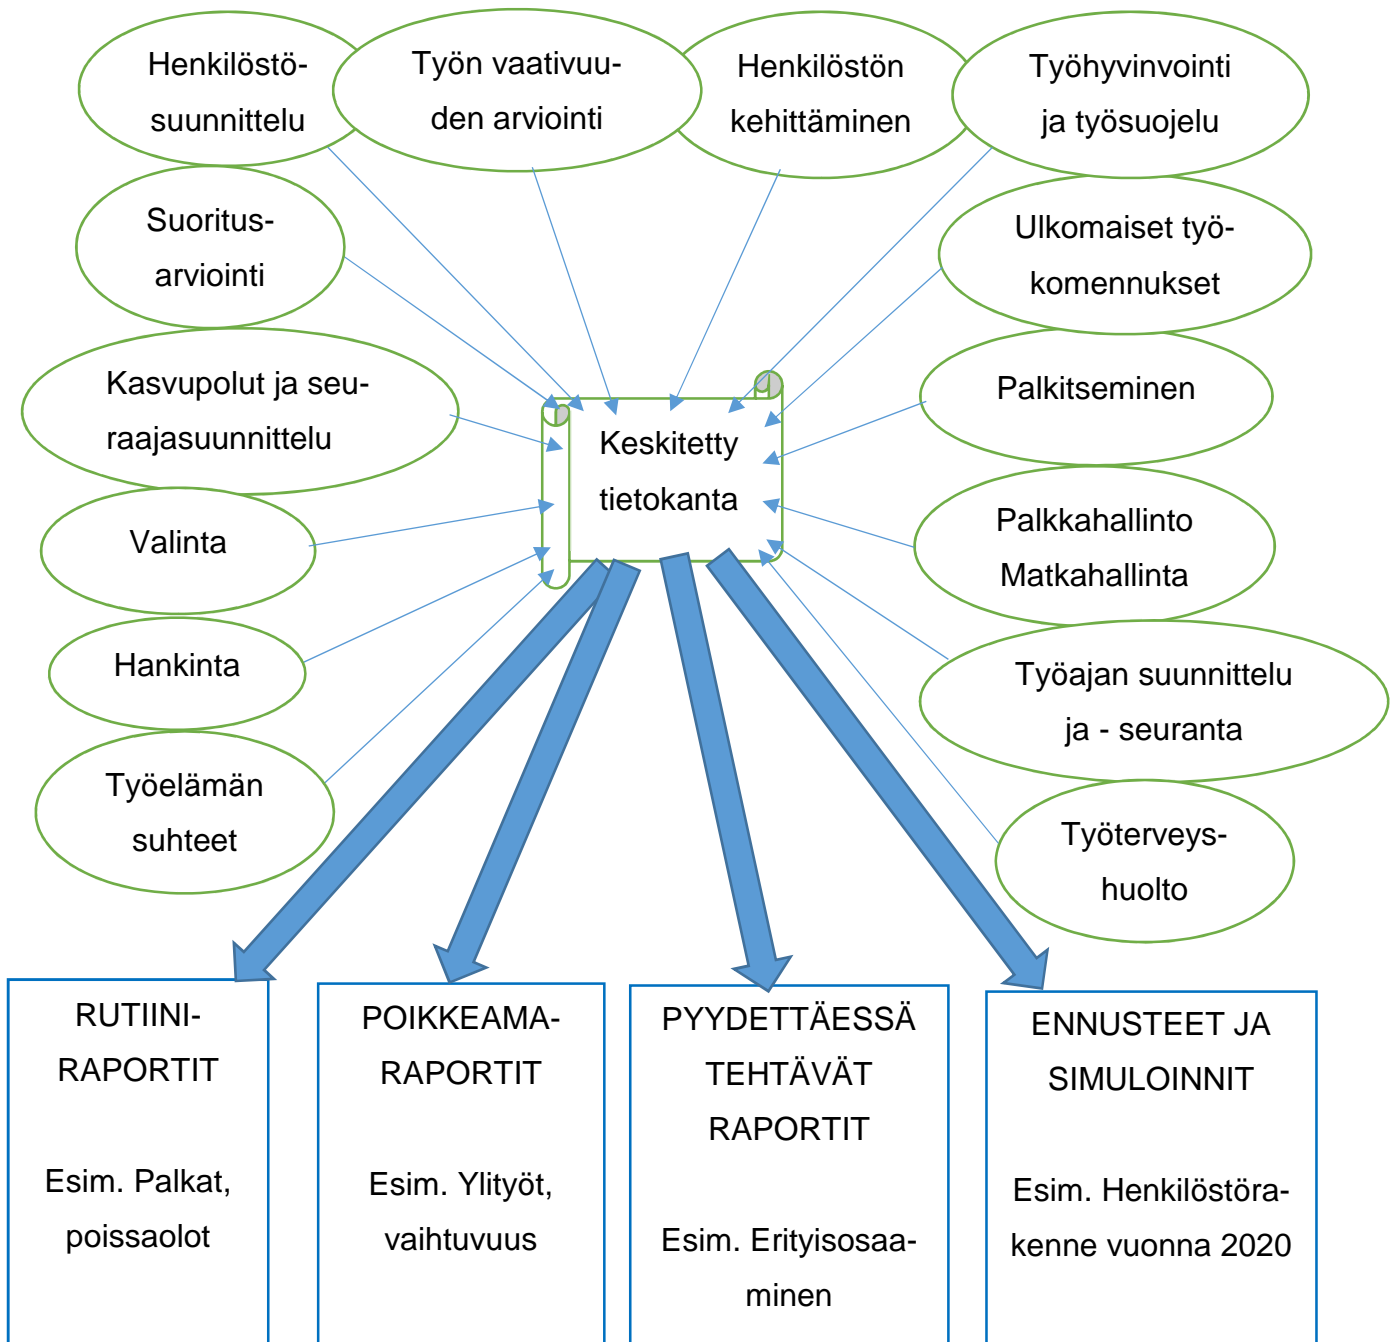 Henkilöstö-
suunnittelu
Työn vaativuu-
den arviointi
Henkilöstön
kehittäminen
Työhyvinvointi
ja työsuojelu
Suoritus-
arviointi
Ulkomaiset työ-
komennukset
Kasvupolut ja seu-
raajasuunnittelu
Palkitseminen
Keskitetty
tietokanta
Valinta
Palkkahallinto
Matkahallinta
Hankinta
Työajan suunnittelu
ja - seuranta
Työelämän
suhteet
Työterveys-
huolto
RUTIINI-
RAPORTIT
Esim. Palkat,
poissaolot
POIKKEAMA-
RAPORTIT
Esim. Ylityöt,
vaihtuvuus
PYYDETTÄESSÄ
TEHTÄVÄT
RAPORTIT
Esim. Erityisosaa-
minen
ENNUSTEET JA
SIMULOINNIT
Esim. Henkilöstöra-
kenne vuonna 2020